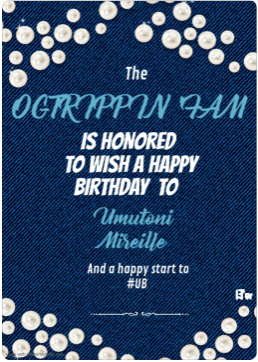 The
OGTRIPPIN FAM
IS HONORED
TO WISH A HAPPY
BIRTHDAY TO
Umutoni
Mireille
And a happy start to
#UB